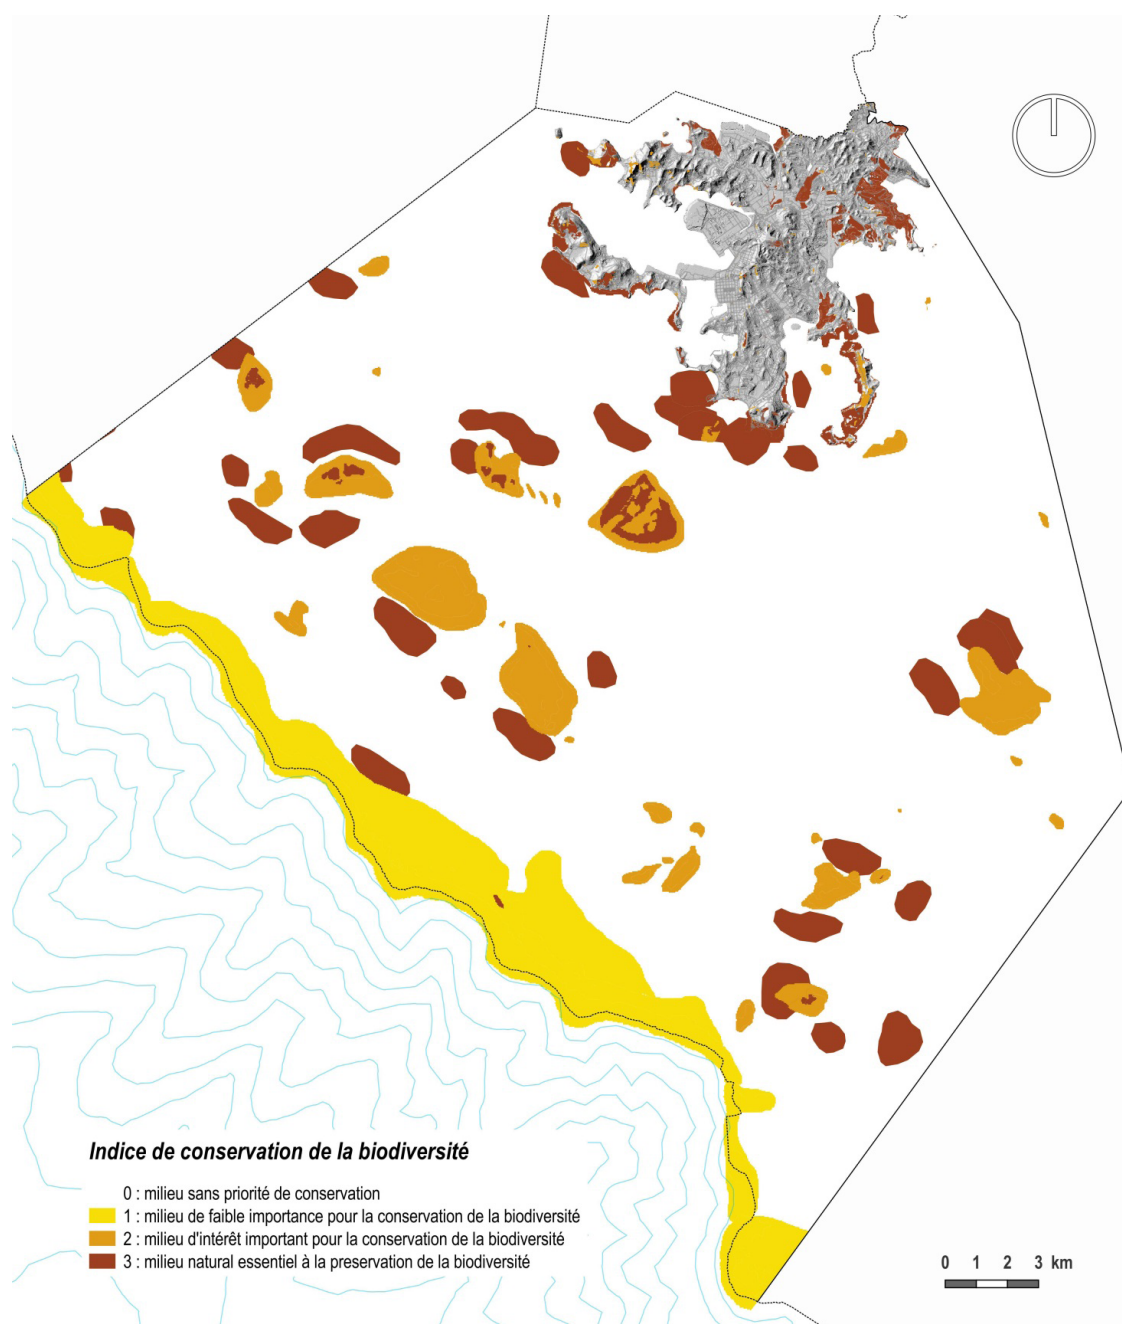 Indice de conservation de la biodiversité
0 : milieu sans priorité de conservation
1 : milieu de faible importance pour la conservation de la biodiversité
2 : milieu d'intérêt important pour la conservation de la biodiversité
3 : milieu natural essentiel à la preservation de la biodiversité
0 1 2 3 km